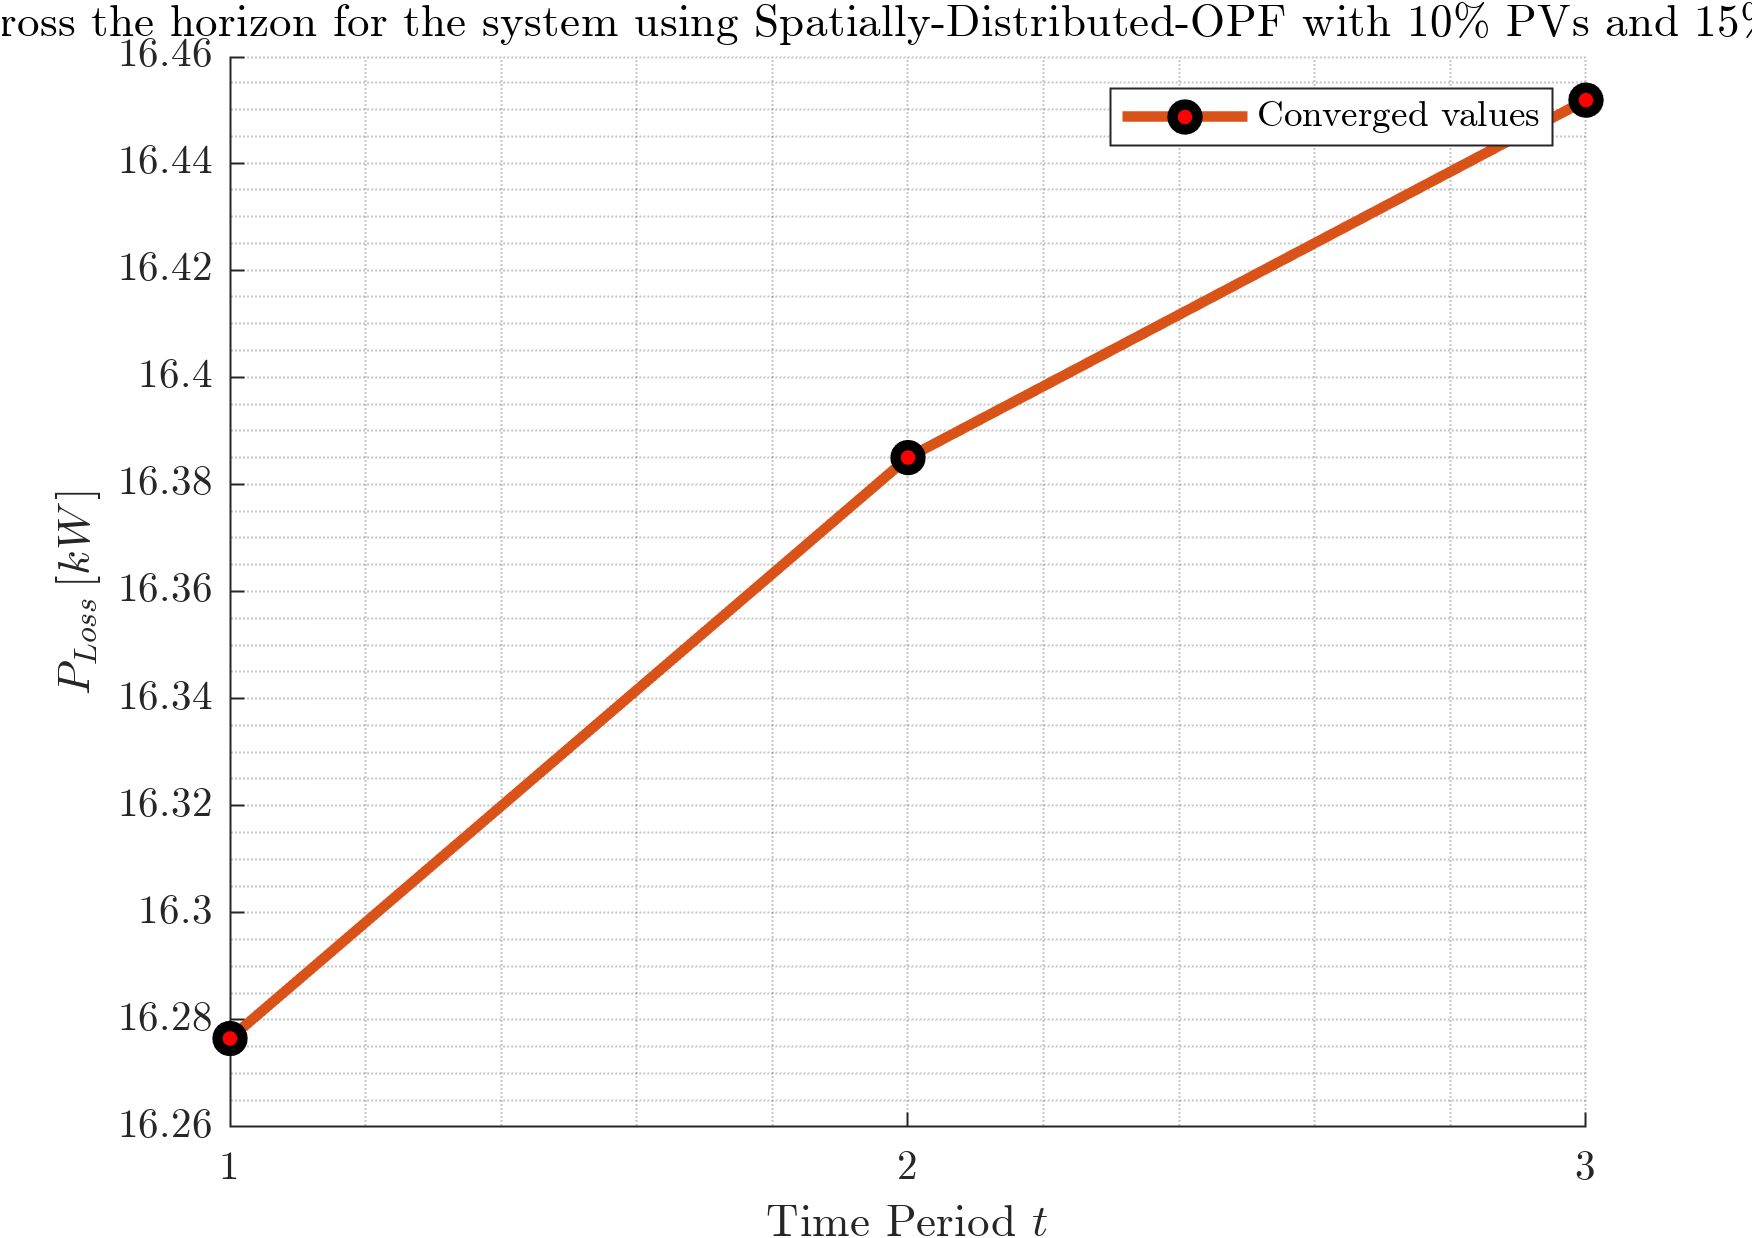 ross the horizon for the system using Spatially-Distributed-OPF with 10% PVs and 15%
16.46
16.44
16.42
16.4
16.38
16.36
16.34
16.32
16.3
16.28
16.26
P_{Loss} [kW]
Converged values
1 2 3
Time Period t